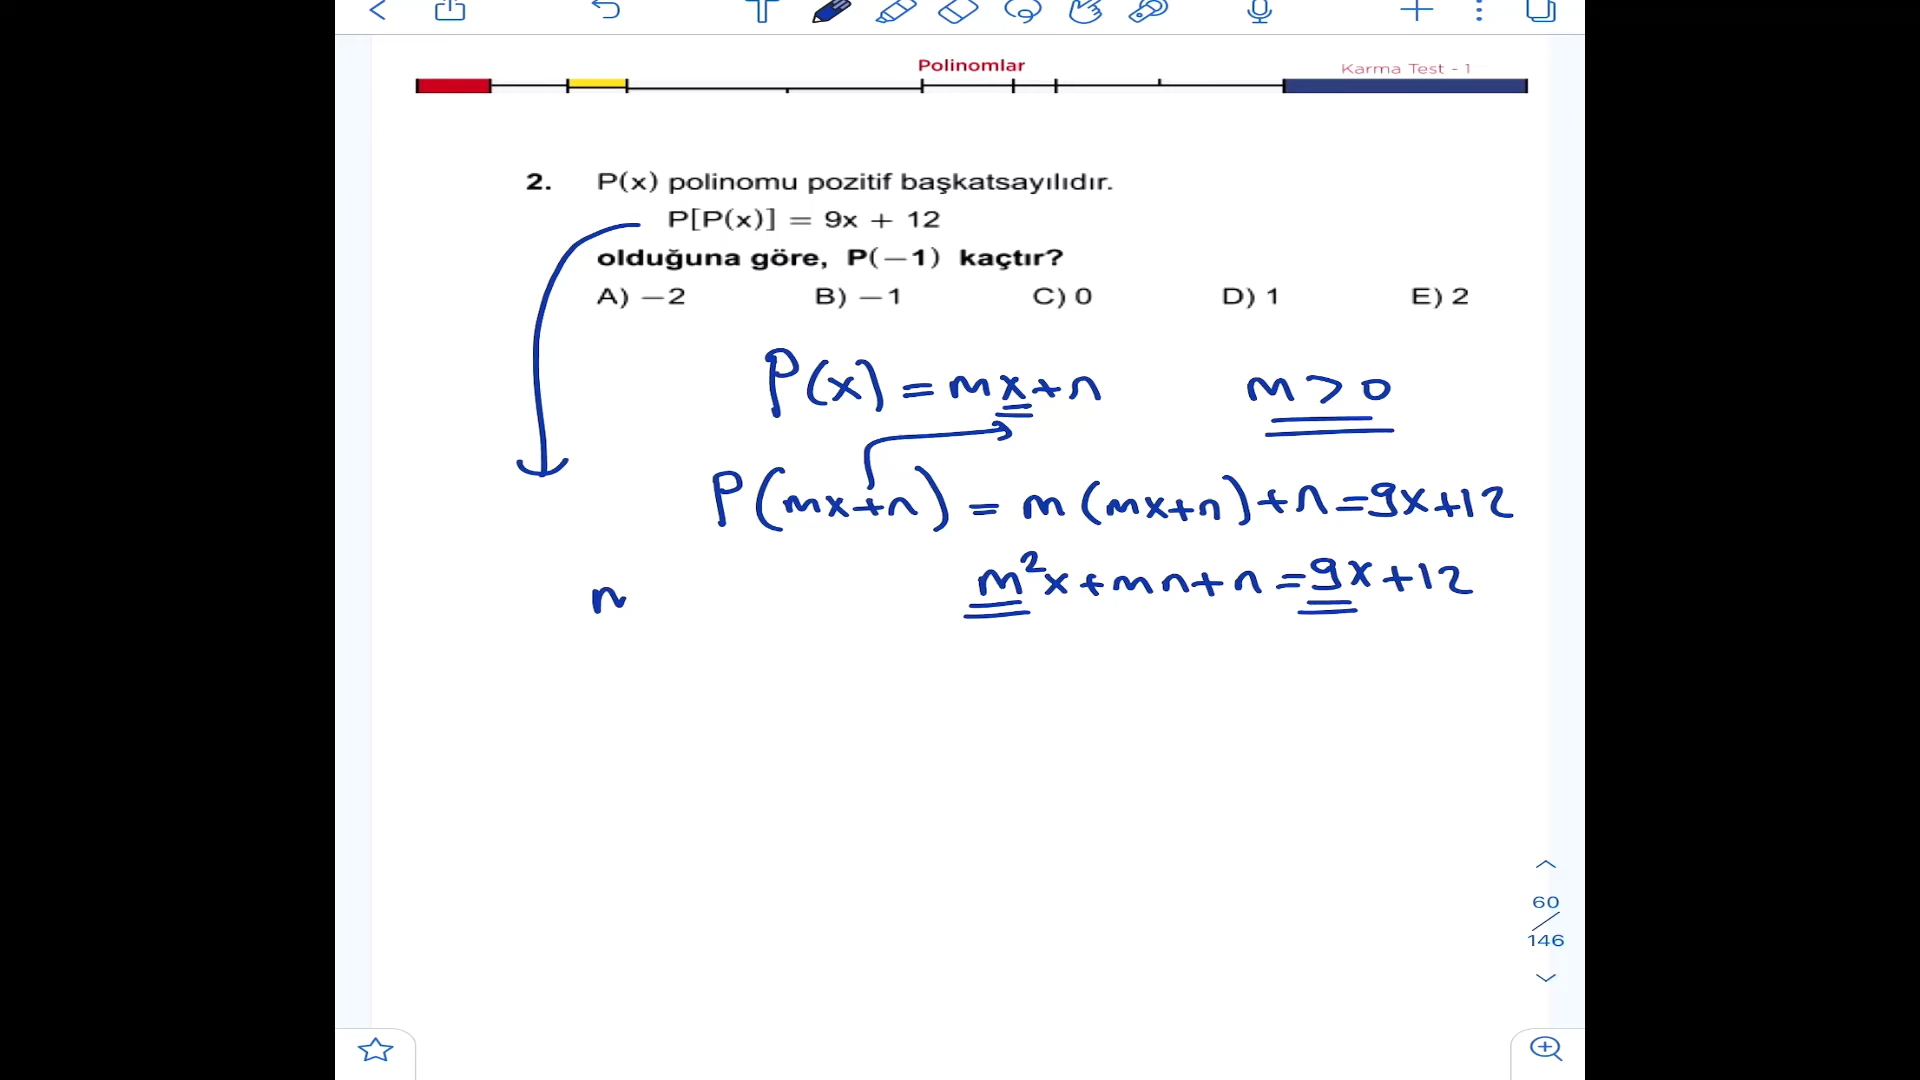 Polinomlar
Karma Test - 1
2. P(x) polinomu pozitif başkatsayılıdır.
P[P(x)] = 9x + 12
olduğuna göre, P(−1) kaçtır?
A) −2 B) −1 C) 0 D) 1 E) 2
P(x) = mx+n m > 0
P(mx+n) = m(mx+n)+n=9x+12
m²x+mn+n=9x+12
n
60
146